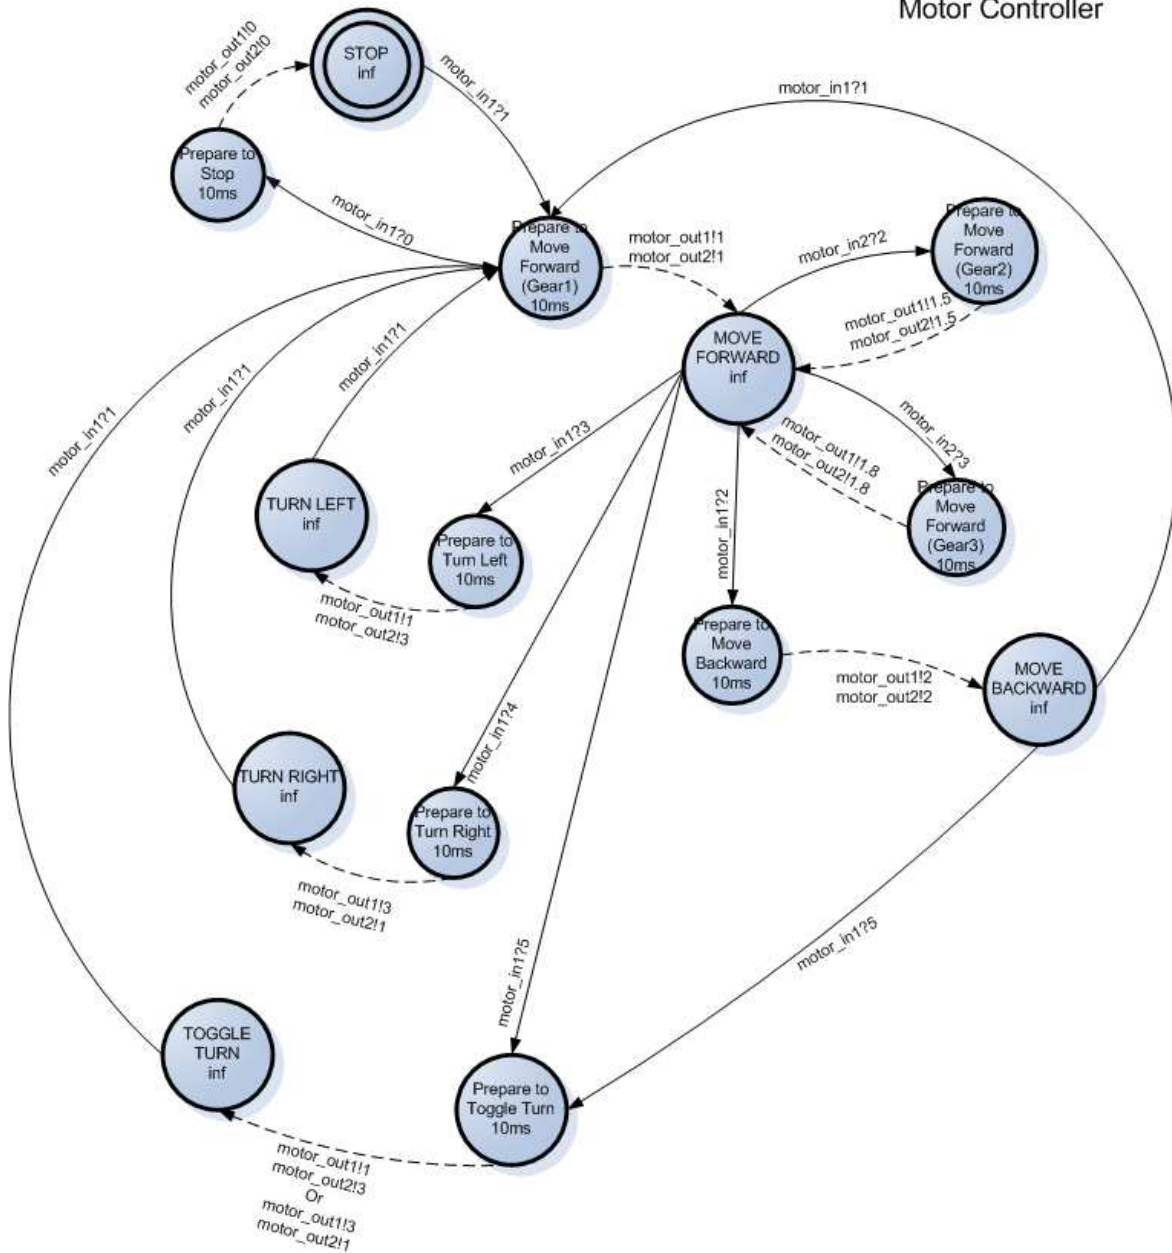 Motor Controller
STOP
inf
motor_out1!0
motor_out2!0
motor_in1?1
motor_in1?1
Prepare to
Stop
10ms
motor_in1?0
Prepare to
Move
Forward
(Gear1)
10ms
motor_out1!1
motor_out2!1
motor_in2?2
Prepare to
Move
Forward
(Gear2)
10ms
motor_out1!1.5
motor_out2!1.5
MOVE
FORWARD
inf
motor_in1?1
motor_in1?1
motor_in1?1
motor_in1?3
motor_in2?3
motor_out1!1.8
motor_out2!1.8
TURN LEFT
inf
Prepare to
Turn Left
10ms
motor_in1?2
Prepare to
Move
Forward
(Gear3)
10ms
motor_out1!1
motor_out2!3
Prepare to
Move
Backward
10ms
motor_out1!2
motor_out2!2
MOVE
BACKWARD
inf
motor_in1?4
TURN RIGHT
inf
Prepare to
Turn Right
10ms
motor_out1!3
motor_out2!1
motor_in1?5
motor_in1?5
TOGGLE
TURN
inf
Prepare to
Toggle Turn
10ms
motor_out1!1
motor_out2!3
Or
motor_out1!3
motor_out2!1